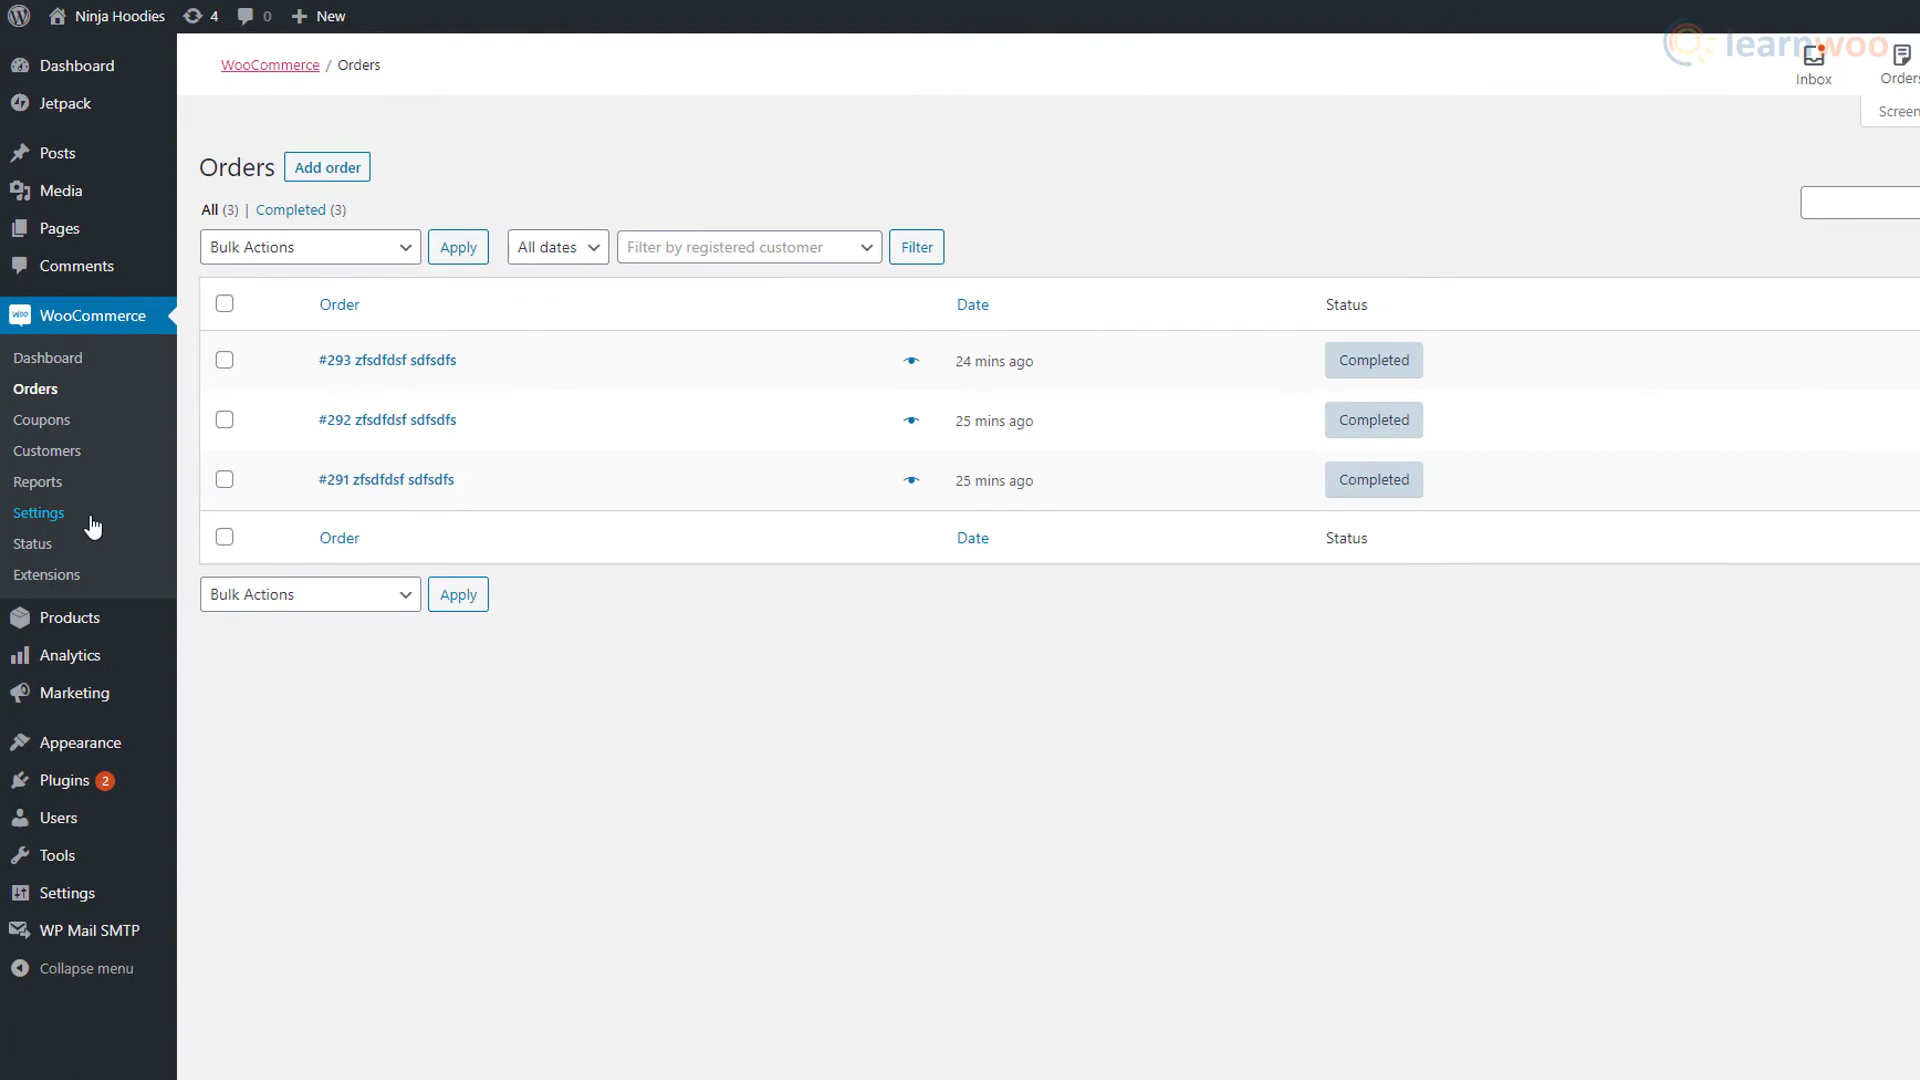 Ninja Hoodies 4 0 New
learnwoo
WooCommerce / Orders
Inbox
Orders
Screen
Dashboard
Jetpack
Posts
Media
Pages
Comments
WooCommerce
Dashboard
Orders
Coupons
Customers
Reports
Settings
Status
Extensions
Products
Analytics
Marketing
Appearance
Plugins 2
Users
Tools
Settings
WP Mail SMTP
Collapse menu
Orders Add order
All (3) | Completed (3)
Bulk Actions Apply All dates Filter by registered customer Filter
Order Date Status
#293 zfsdfdsf sdfsdfs 24 mins ago Completed
#292 zfsdfdsf sdfsdfs 25 mins ago Completed
#291 zfsdfdsf sdfsdfs 25 mins ago Completed
Order Date Status
Bulk Actions Apply